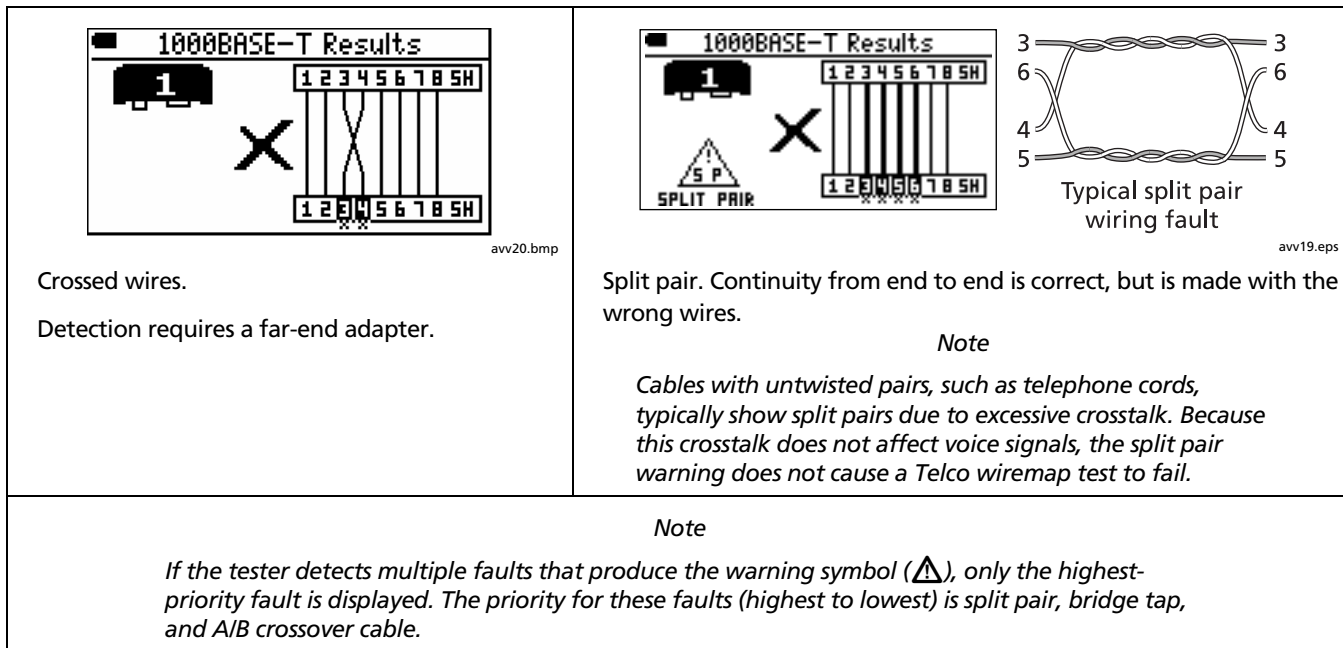 1000BASE-T Results
1
1 2 3 4 5 6 7 8 SH
1 2 3 4 5 6 7 8 SH
X X
avv20.bmp
Crossed wires.
Detection requires a far-end adapter.
1000BASE-T Results
1
1 2 3 4 5 6 7 8 SH
! S P
SPLIT PAIR
1 2 3 4 5 6 7 8 SH
X X X X
3 3
6 6
4 4
5 5
Typical split pair
wiring fault
avv19.eps
Split pair. Continuity from end to end is correct, but is made with the
wrong wires.
Note
Cables with untwisted pairs, such as telephone cords,
typically show split pairs due to excessive crosstalk. Because
this crosstalk does not affect voice signals, the split pair
warning does not cause a Telco wiremap test to fail.
Note
If the tester detects multiple faults that produce the warning symbol (⚠), only the highest-
priority fault is displayed. The priority for these faults (highest to lowest) is split pair, bridge tap,
and A/B crossover cable.